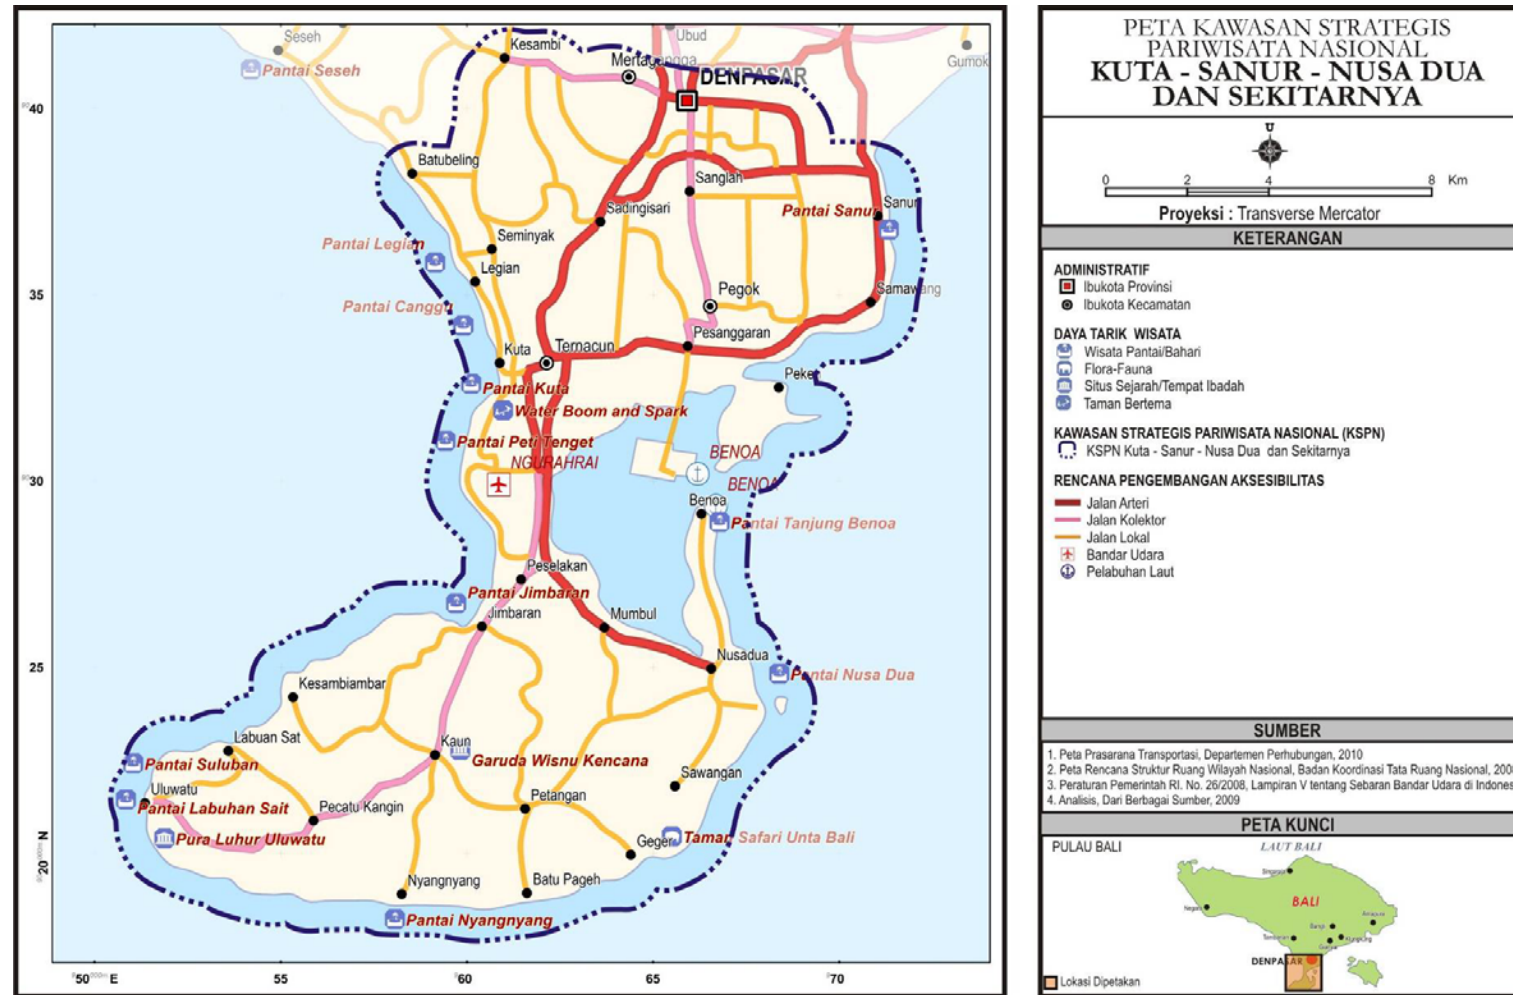 Seseh
Pantai Seseh
Kesambi
Ubud
Mertagangga
DENPASAR
Gumok
40
Batubeling
Sanglah
Sadingisari
Pantai Sanur
Sanur
Pantai Legian
Seminyak
Legian
35
Pantai Canggu
Pegok
Samawang
Pesanggaran
Kuta
Ternacun
Pantai Kuta
Water Boom and Spark
Pantai Peti Tenget
NGURAHRAI
BENOA
30
BENOA
Benoa
Pantai Tanjung Benoa
Peselakan
Pantai Jimbaran
Jimbaran
Mumbul
25
Nusadua
Pantai Nusa Dua
Kesambiambar
Labuan Sat
Kaun
Garuda Wisnu Kencana
Pantai Suluban
Sawangan
Uluwatu
Pantai Labuhan Sait
Pecatu Kangin
Petangan
Pura Luhur Uluwatu
Geger
Taman Safari Unta Bali
20
N
Nyangnyang
Batu Pageh
Pantai Nyangnyang
50 E
55
60
65
70
PETA KAWASAN STRATEGIS
PARIWISATA NASIONAL
KUTA - SANUR - NUSA DUA
DAN SEKITARNYA
U
0 2 4 8 Km
Proyeksi : Transverse Mercator
KETERANGAN
ADMINISTRATIF
Ibukota Provinsi
Ibukota Kecamatan
DAYA TARIK WISATA
Wisata Pantai/Bahari
Flora-Fauna
Situs Sejarah/Tempat Ibadah
Taman Bertema
KAWASAN STRATEGIS PARIWISATA NASIONAL (KSPN)
KSPN Kuta - Sanur - Nusa Dua dan Sekitarnya
RENCANA PENGEMBANGAN AKSESIBILITAS
Jalan Arteri
Jalan Kolektor
Jalan Lokal
Bandar Udara
Pelabuhan Laut
SUMBER
1. Peta Prasarana Transportasi, Departemen Perhubungan, 2010
2. Peta Rencana Struktur Ruang Wilayah Nasional, Badan Koordinasi Tata Ruang Nasional, 200
3. Peraturan Pemerintah RI. No. 26/2008, Lampiran V tentang Sebaran Bandar Udara di Indones
4. Analisis, Dari Berbagai Sumber, 2009
PETA KUNCI
PULAU BALI
LAUT BALI
BALI
DENPASAR
Lokasi Dipetakan